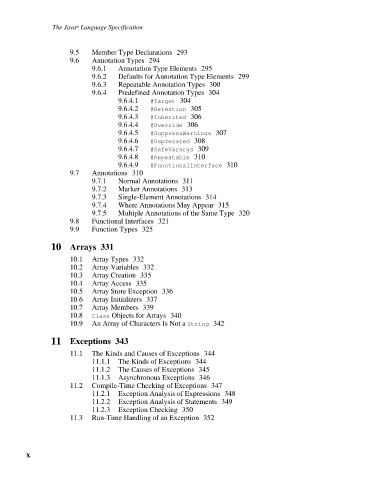 The Java® Language Specification
9.5 Member Type Declarations 293
9.6 Annotation Types 294
9.6.1 Annotation Type Elements 295
9.6.2 Defaults for Annotation Type Elements 299
9.6.3 Repeatable Annotation Types 300
9.6.4 Predefined Annotation Types 304
9.6.4.1 @Target 304
9.6.4.2 @Retention 305
9.6.4.3 @Inherited 306
9.6.4.4 @Override 306
9.6.4.5 @SuppressWarnings 307
9.6.4.6 @Deprecated 308
9.6.4.7 @SafeVarargs 309
9.6.4.8 @Repeatable 310
9.6.4.9 @FunctionalInterface 310
9.7 Annotations 310
9.7.1 Normal Annotations 311
9.7.2 Marker Annotations 313
9.7.3 Single-Element Annotations 314
9.7.4 Where Annotations May Appear 315
9.7.5 Multiple Annotations of the Same Type 320
9.8 Functional Interfaces 321
9.9 Function Types 325
10 Arrays 331
10.1 Array Types 332
10.2 Array Variables 332
10.3 Array Creation 335
10.4 Array Access 335
10.5 Array Store Exception 336
10.6 Array Initializers 337
10.7 Array Members 339
10.8 Class Objects for Arrays 340
10.9 An Array of Characters Is Not a String 342
11 Exceptions 343
11.1 The Kinds and Causes of Exceptions 344
11.1.1 The Kinds of Exceptions 344
11.1.2 The Causes of Exceptions 345
11.1.3 Asynchronous Exceptions 346
11.2 Compile-Time Checking of Exceptions 347
11.2.1 Exception Analysis of Expressions 348
11.2.2 Exception Analysis of Statements 349
11.2.3 Exception Checking 350
11.3 Run-Time Handling of an Exception 352
x